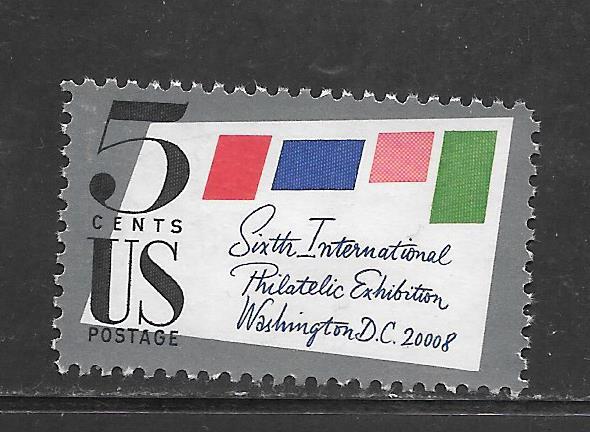 5
CENTS
US
POSTAGE
Sixth International
Philatelic Exhibition
Washington D.C. 20008